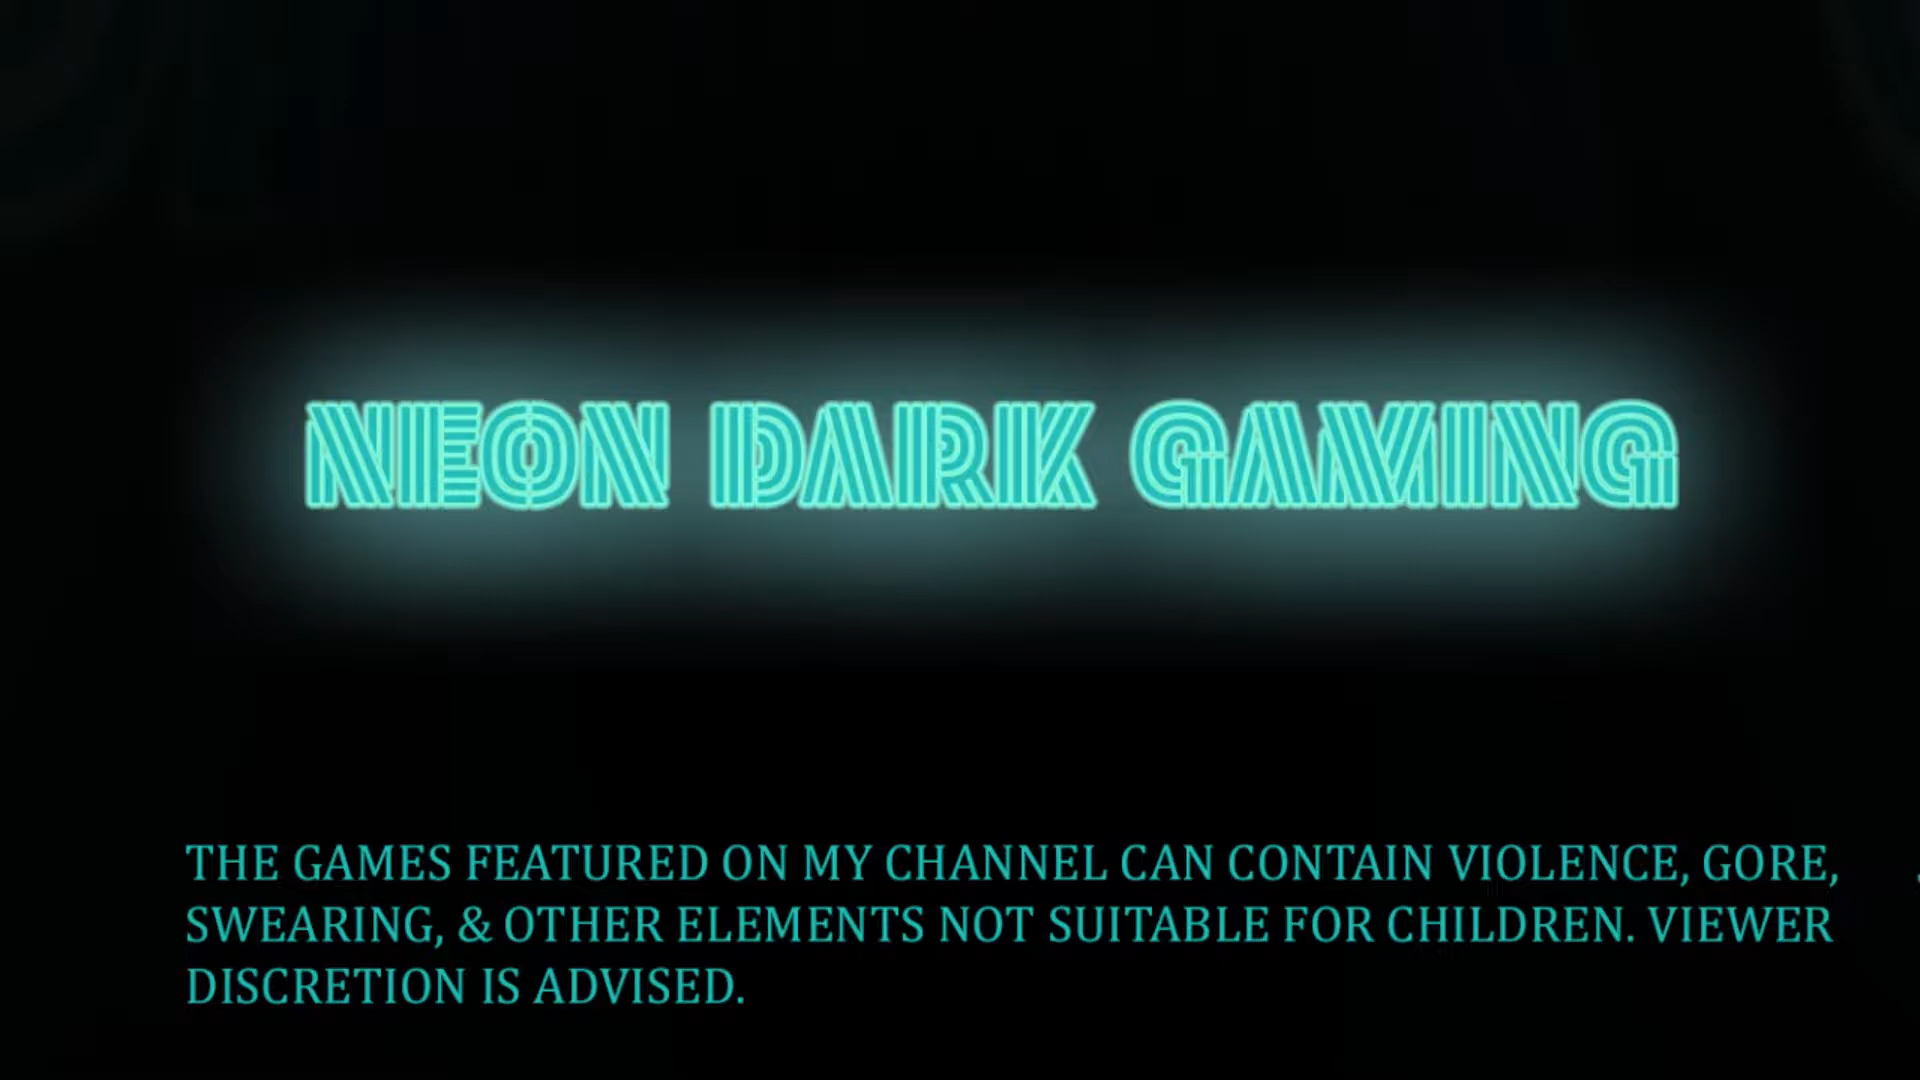 NEON DARK GAMING
THE GAMES FEATURED ON MY CHANNEL CAN CONTAIN VIOLENCE, GORE,
SWEARING, & OTHER ELEMENTS NOT SUITABLE FOR CHILDREN. VIEWER
DISCRETION IS ADVISED.